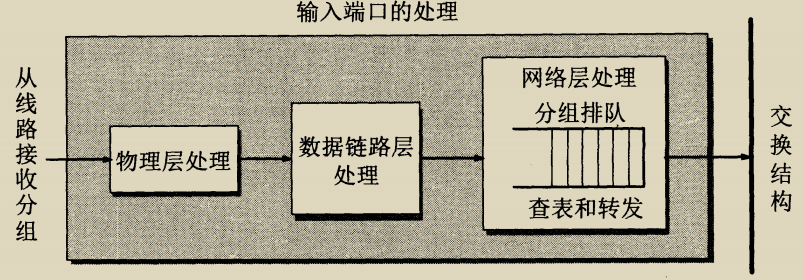 输入端口的处理
从线路接收分组
物理层处理
数据链路层
处理
网络层处理
分组排队
查表和转发
交换结构